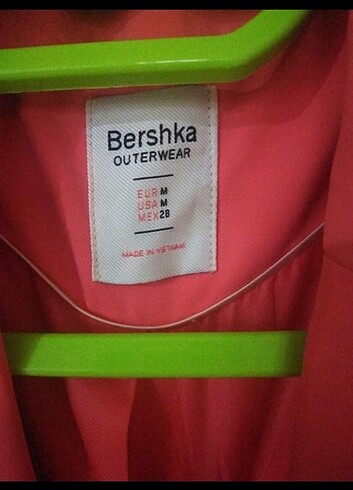 Bershka
OUTERWEAR
EUR M
USA M
MEX 28
MADE IN VIETNAM